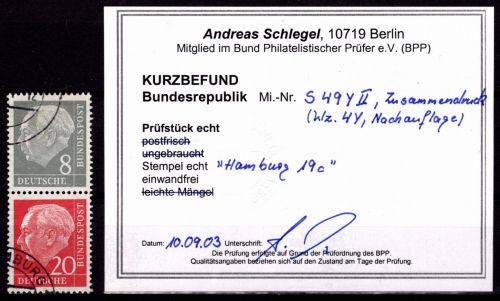 Andreas Schlegel, 10719 Berlin
Mitglied im Bund Philatelistischer Prüfer e.V. (BPP)
KURZBEFUND
Bundesrepublik Mi.-Nr. S 49 Y II, Zusammendruck
(Wz. 4Y, Nachauflage)
Prüfstück echt
postfrisch
ungebraucht
Stempel echt "Hamburg 19c"
einwandfrei
leichte Mängel
Datum: 10.09.03 Unterschrift:
Die Prüfung erfolgte auf Grund der Prüfordnung des BPP.
Qualitätsangaben beziehen sich auf den Zustand am Tage der Prüfung.
BUNDESPOST
8
DEUTSCHE
BUNDESPOST
20
DEUTSCHE